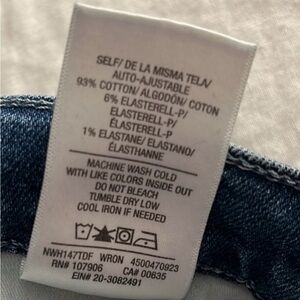 SELF/ DE LA MISMA TELA/
AUTO-AJUSTABLE
93% COTTON/ ALGODÓN/ COTON
6% ELASTERELL-P/
ELASTERELL-P/
ÉLASTERELL-P
1% ELASTANE/ ELASTANO/
ÉLASTHANNE
MACHINE WASH COLD
WITH LIKE COLORS INSIDE OUT
DO NOT BLEACH
TUMBLE DRY LOW
COOL IRON IF NEEDED
NWH147TDF WRON 4500470923
RN# 107906 CA# 00635
EIN# 20-3082491